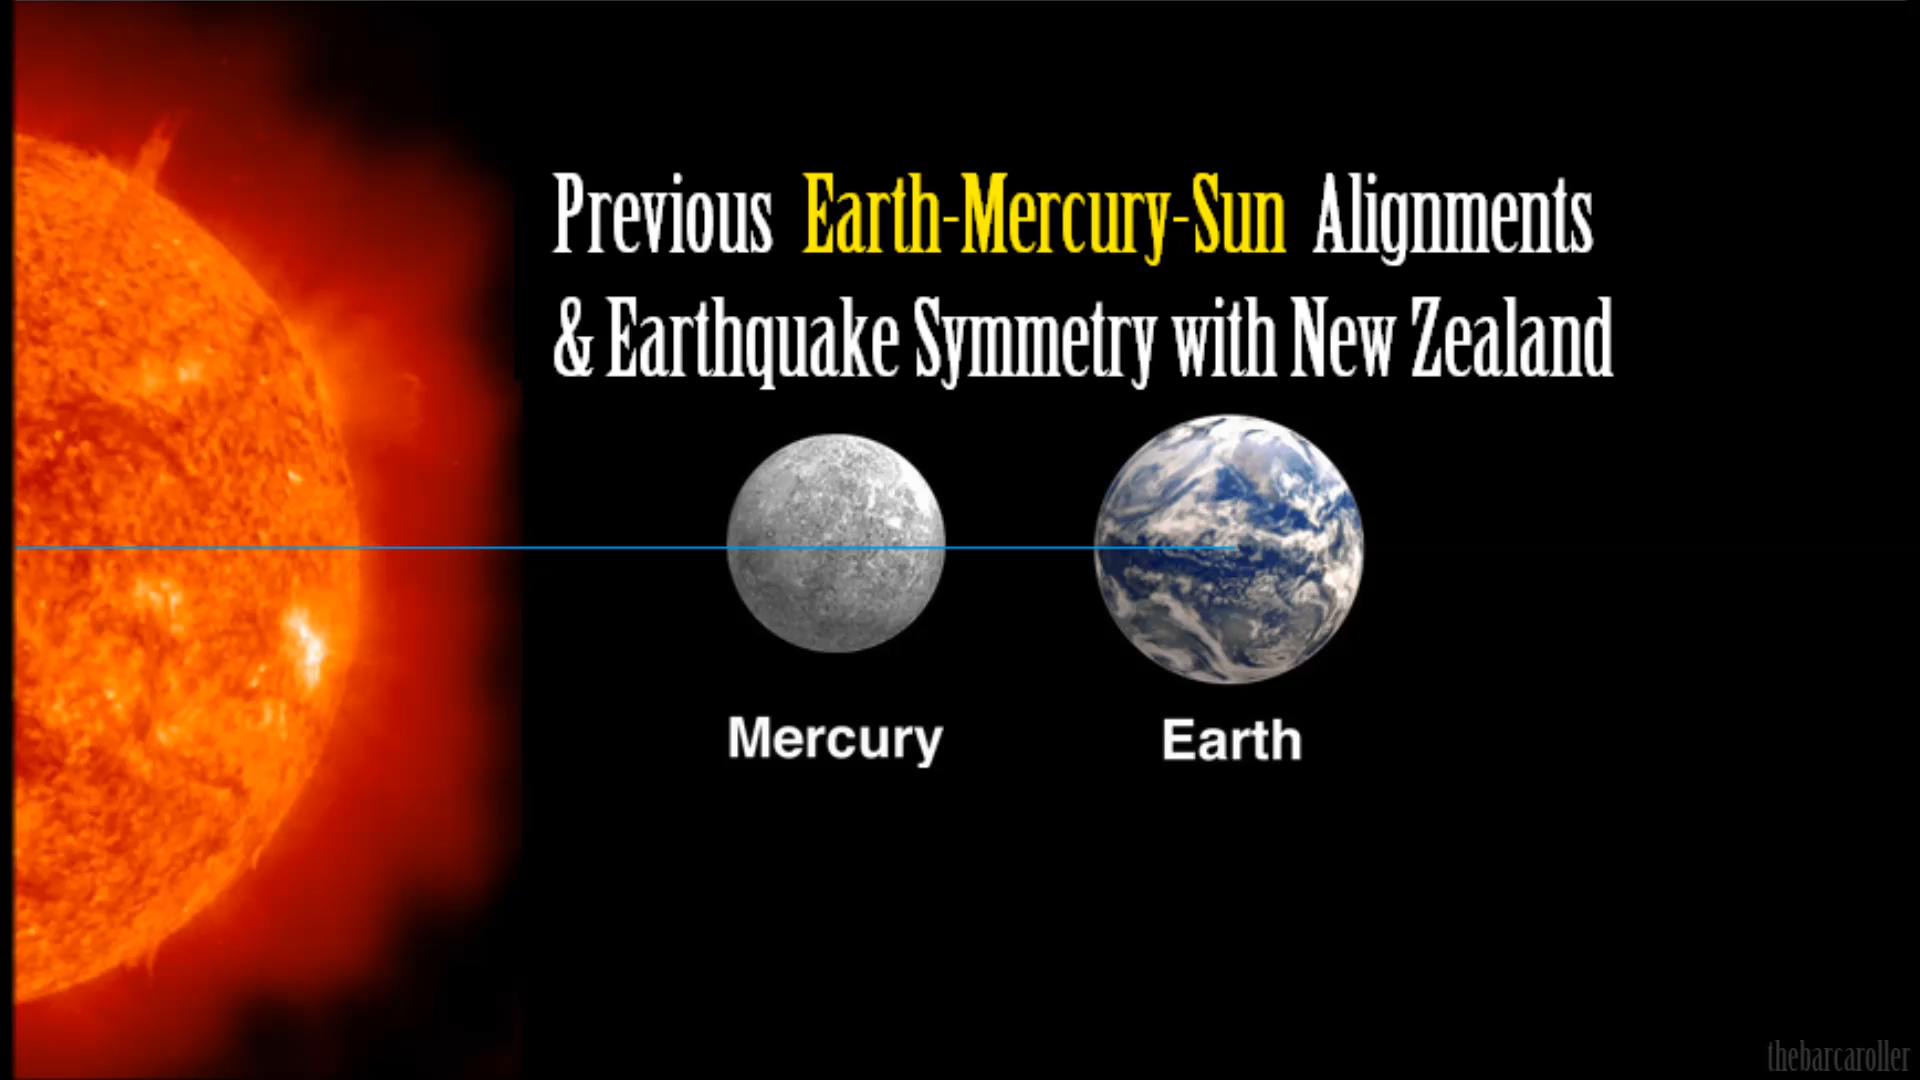 Previous Earth-Mercury-Sun Alignments
& Earthquake Symmetry with New Zealand
Mercury
Earth
thebarcaroller